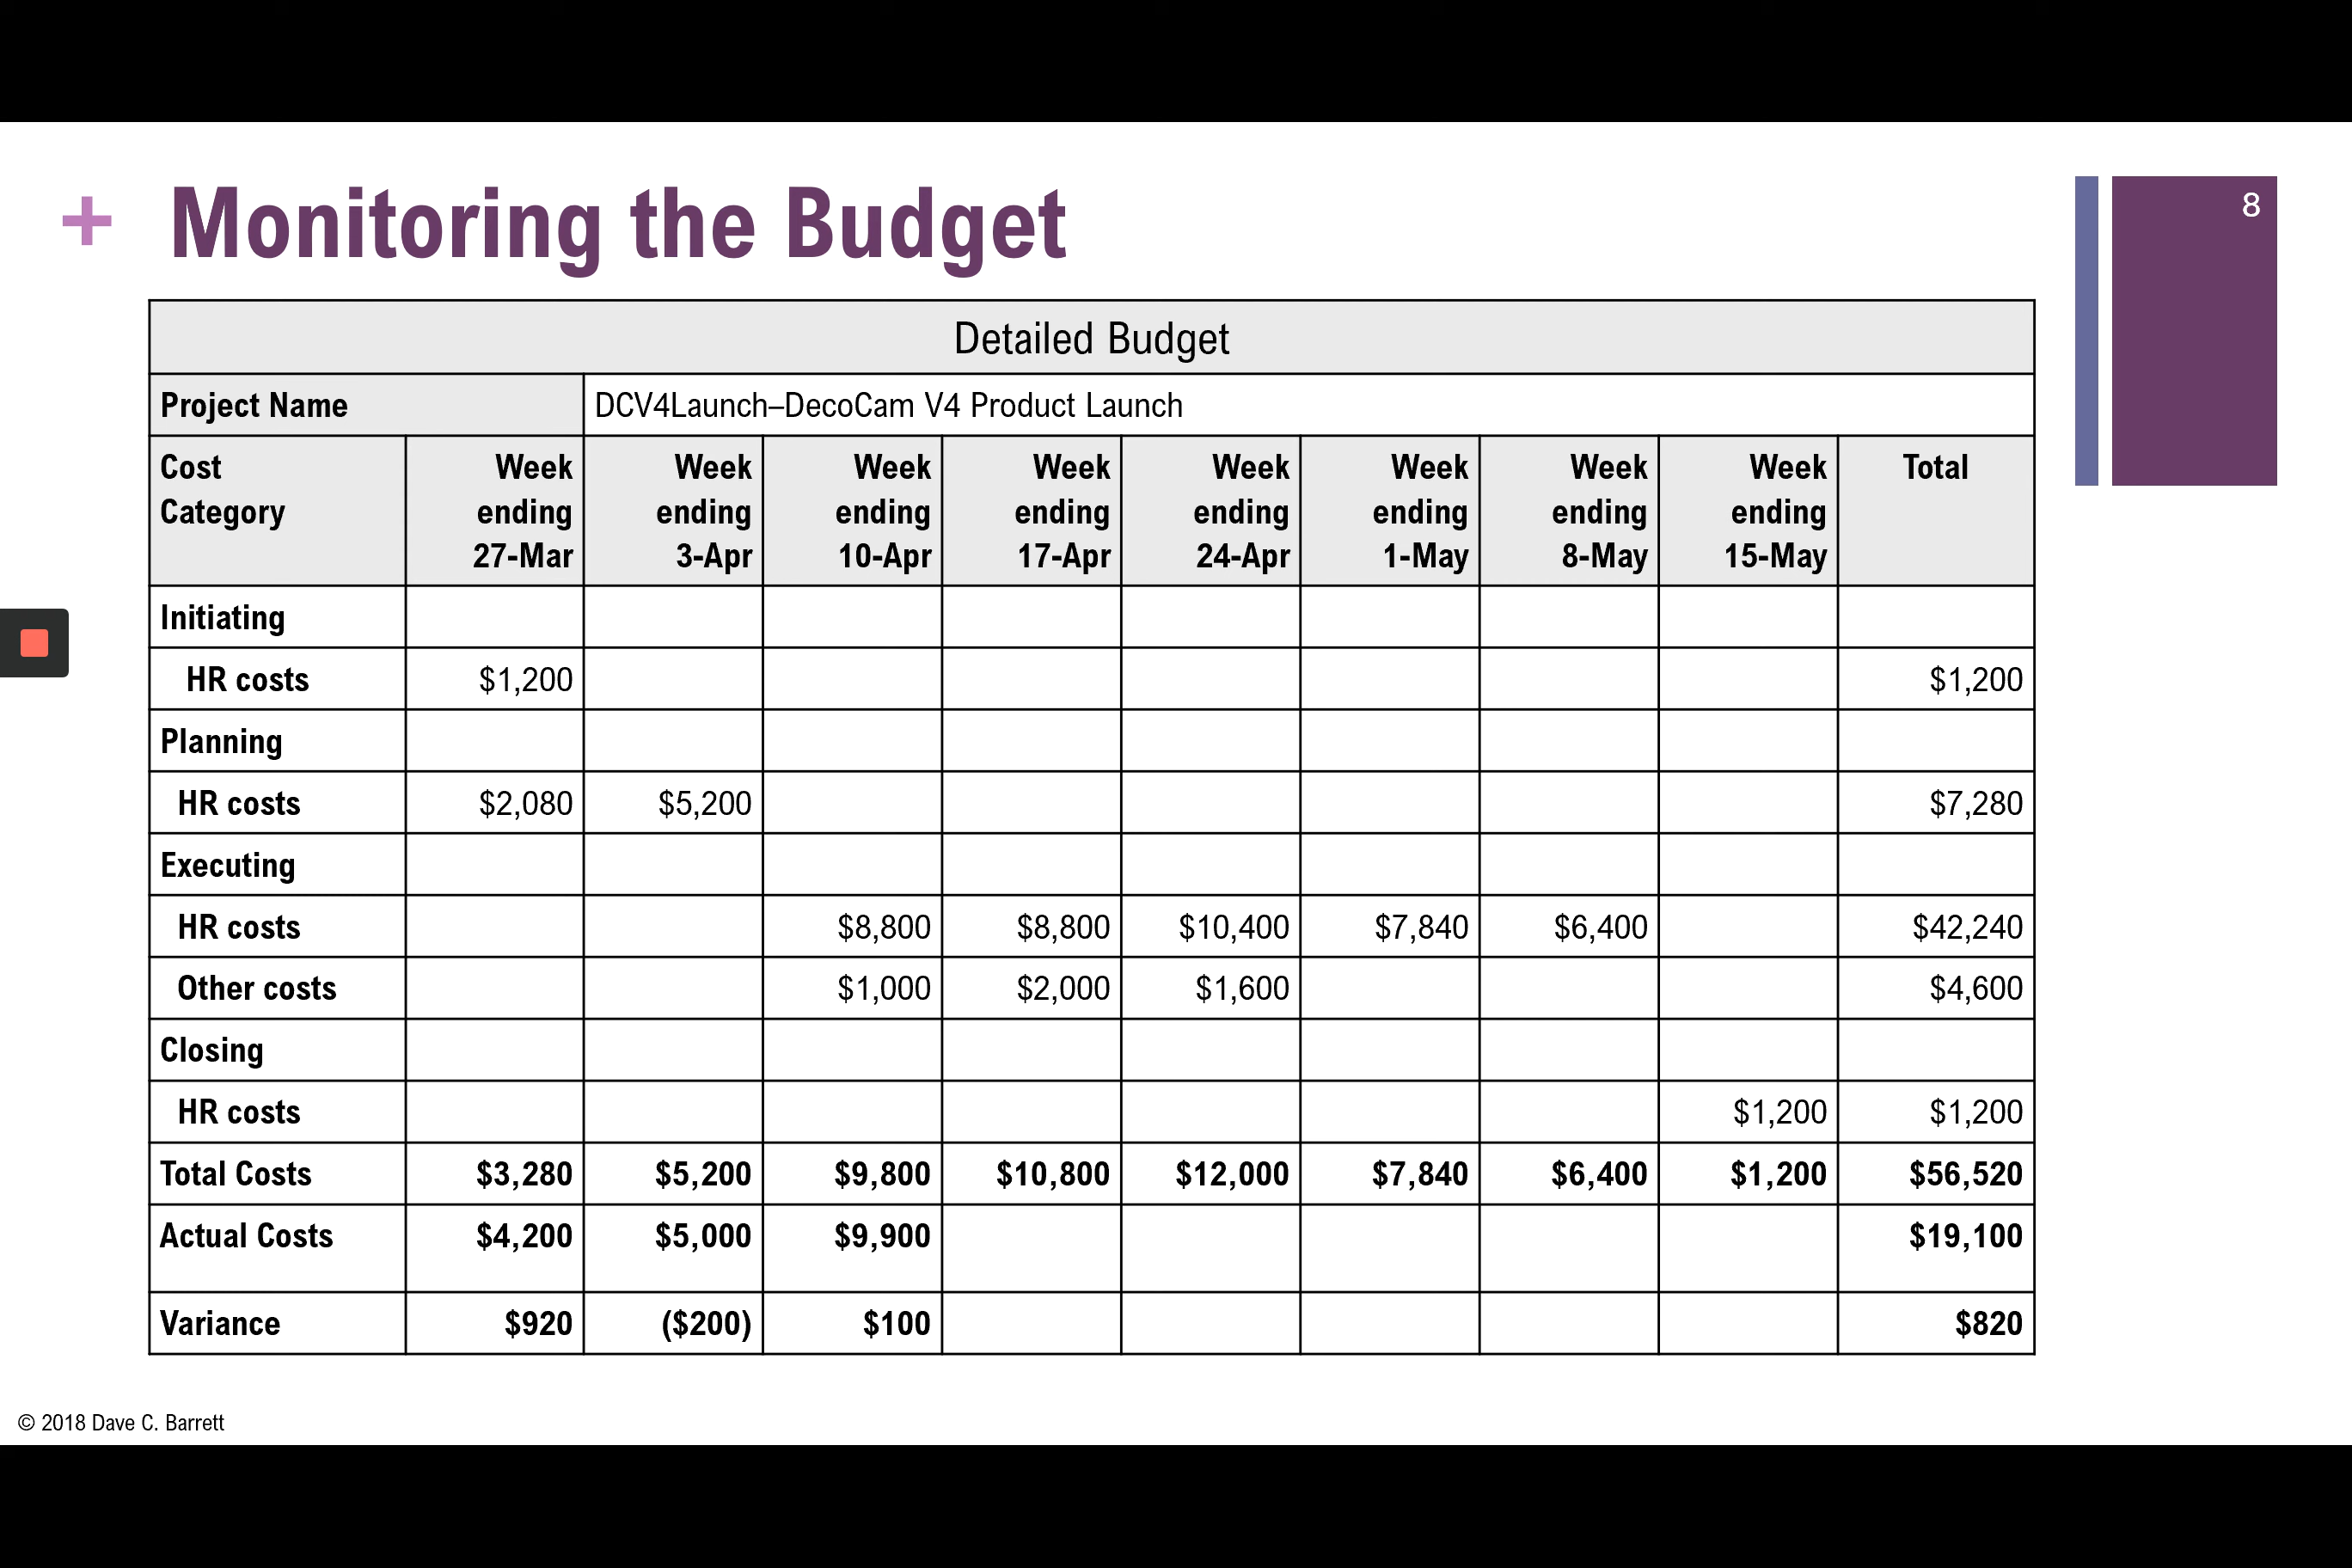 + Monitoring the Budget
8
Detailed Budget
Project Name DCV4Launch–DecoCam V4 Product Launch
Cost Category Week ending 27-Mar Week ending 3-Apr Week ending 10-Apr Week ending 17-Apr Week ending 24-Apr Week ending 1-May Week ending 8-May Week ending 15-May Total
Initiating
HR costs $1,200 $1,200
Planning
HR costs $2,080 $5,200 $7,280
Executing
HR costs $8,800 $8,800 $10,400 $7,840 $6,400 $42,240
Other costs $1,000 $2,000 $1,600 $4,600
Closing
HR costs $1,200 $1,200
Total Costs $3,280 $5,200 $9,800 $10,800 $12,000 $7,840 $6,400 $1,200 $56,520
Actual Costs $4,200 $5,000 $9,900 $19,100
Variance $920 ($200) $100 $820
© 2018 Dave C. Barrett